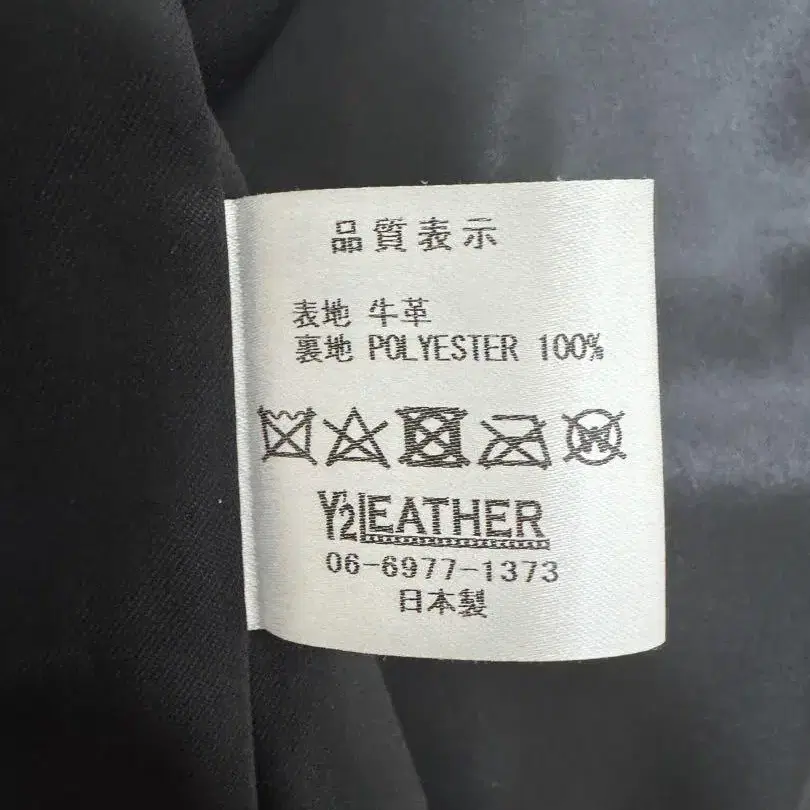 品質表示
表地 牛革
裏地 POLYESTER 100%
Y'2LEATHER
06-6977-1373
日本製